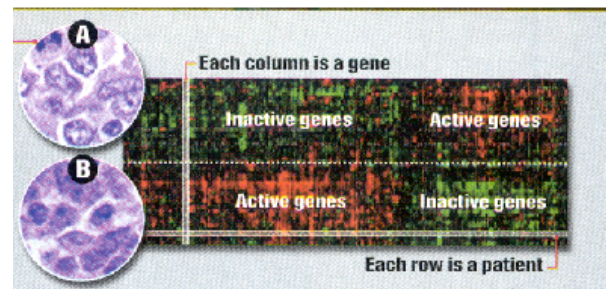 A
Each column is a gene
Inactive genes
Active genes
B
Active genes
Inactive genes
Each row is a patient